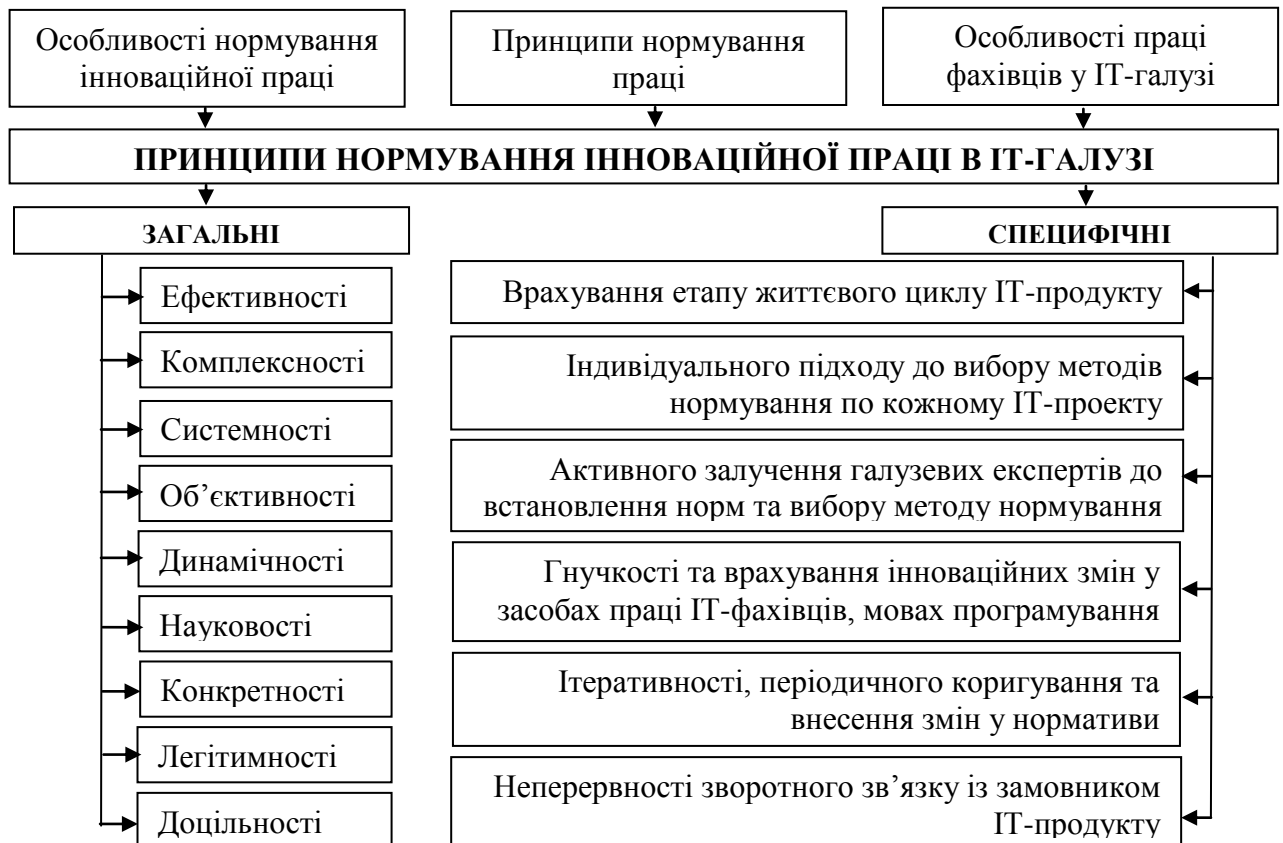 Особливості нормування
інноваційної праці
Принципи нормування
праці
Особливості праці
фахівців у ІТ-галузі
ПРИНЦИПИ НОРМУВАННЯ ІННОВАЦІЙНОЇ ПРАЦІ В ІТ-ГАЛУЗІ
ЗАГАЛЬНІ
Ефективності
Комплексності
Системності
Об’єктивності
Динамічності
Науковості
Конкретності
Легітимності
Доцільності
СПЕЦИФІЧНІ
Врахування етапу життєвого циклу ІТ-продукту
Індивідуального підходу до вибору методів
нормування по кожному ІТ-проекту
Активного залучення галузевих експертів до
встановлення норм та вибору методу нормування
Гнучкості та врахування інноваційних змін у
засобах праці ІТ-фахівців, мовах програмування
Ітеративності, періодичного коригування та
внесення змін у нормативи
Неперервності зворотного зв’язку із замовником
ІТ-продукту